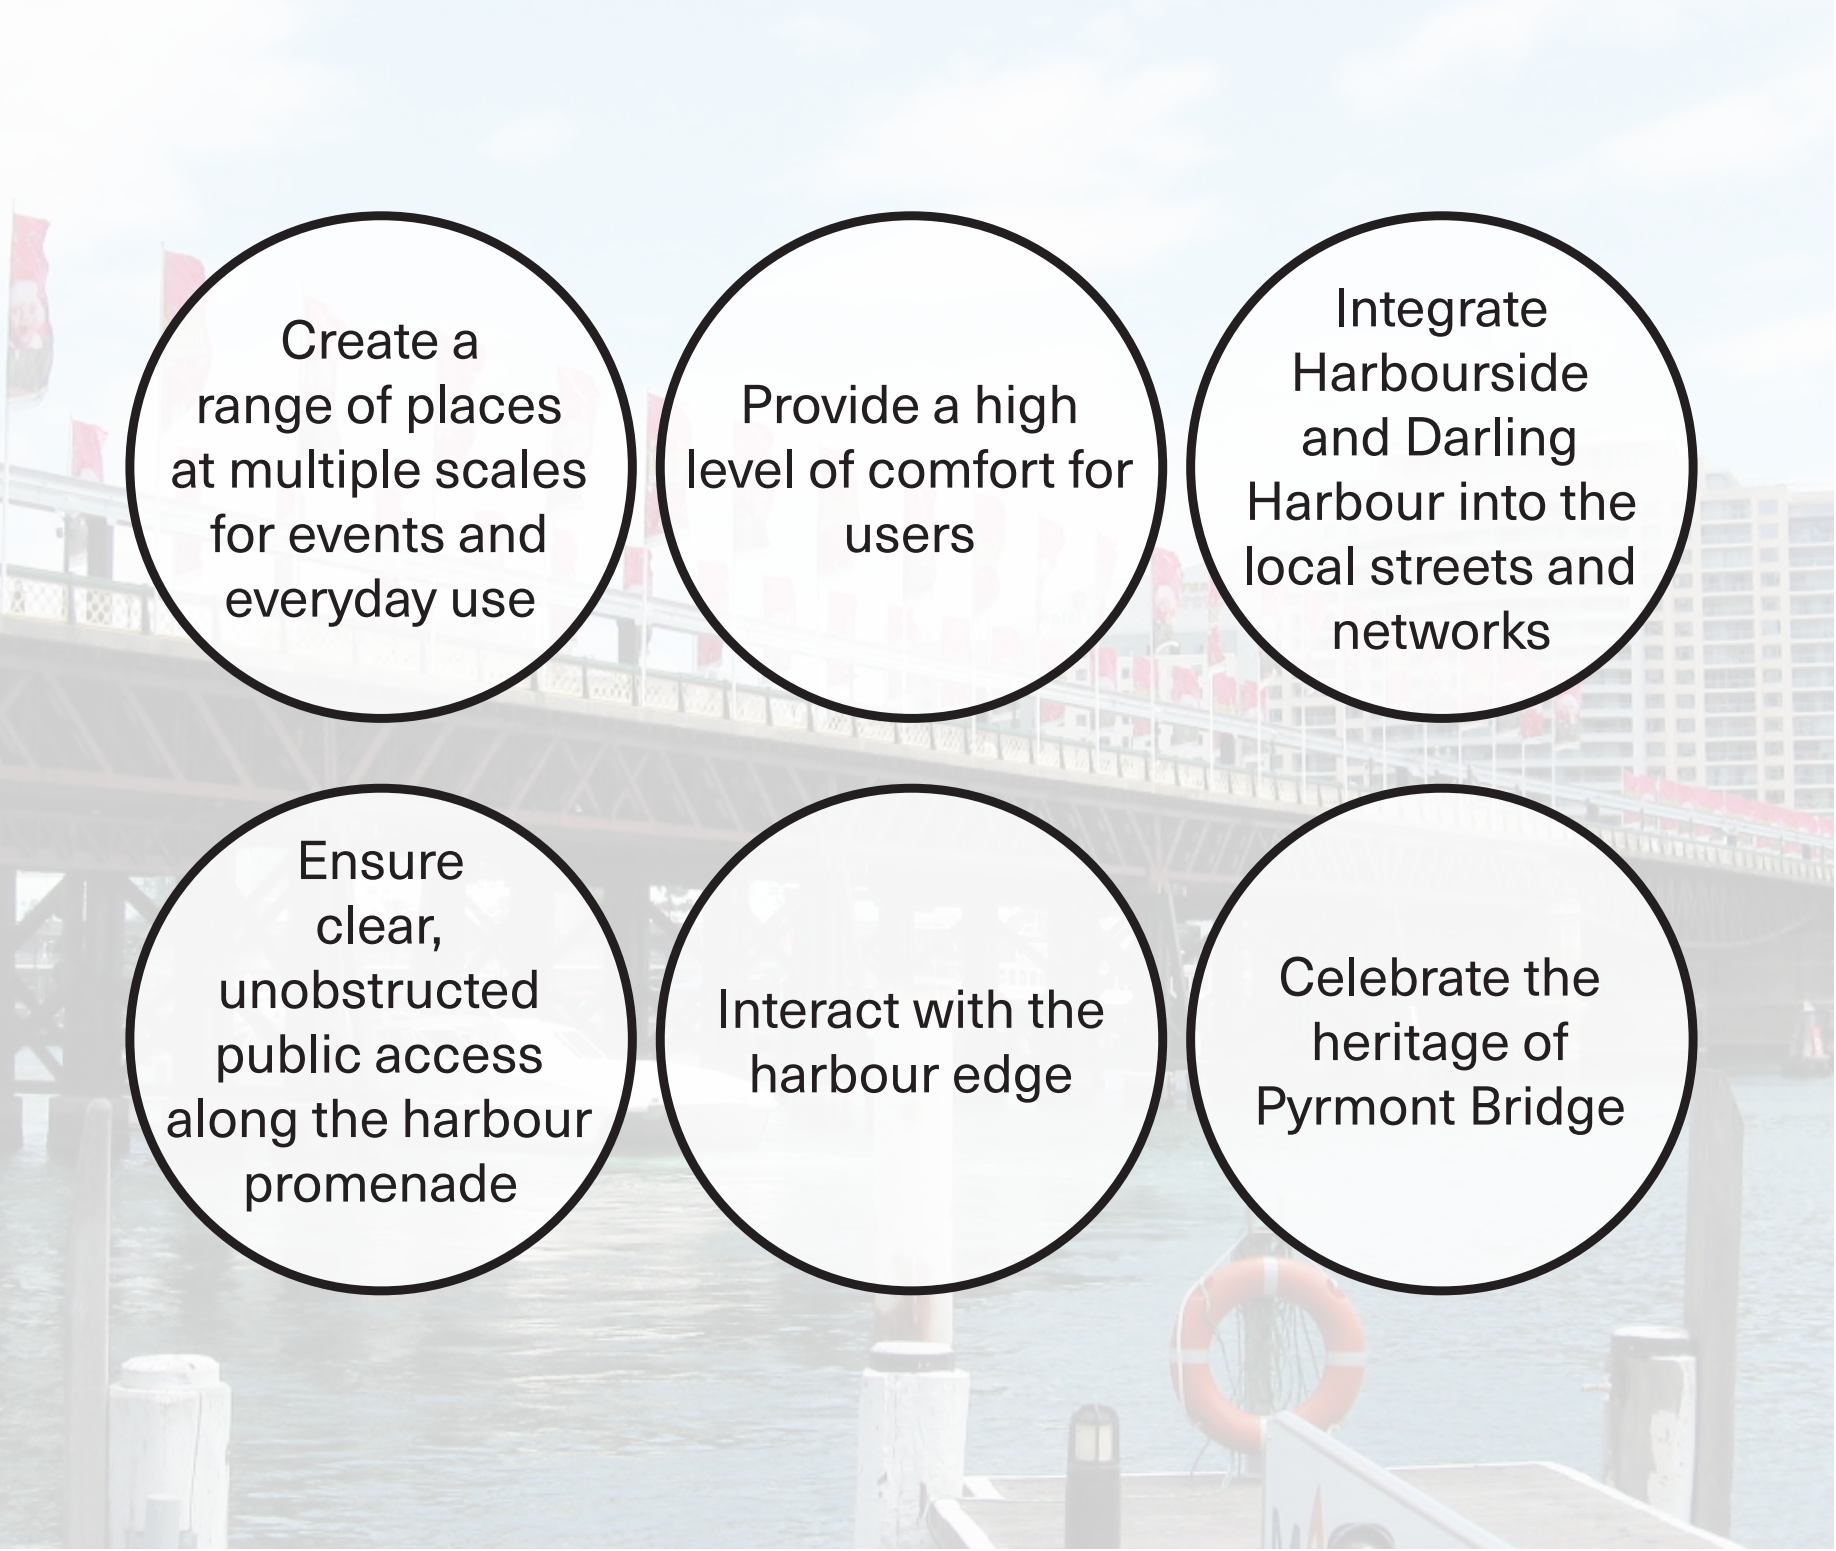 Create a
range of places
at multiple scales
for events and
everyday use
Provide a high
level of comfort for
users
Integrate
Harbourside
and Darling
Harbour into the
local streets and
networks
Ensure
clear,
unobstructed
public access
along the harbour
promenade
Interact with the
harbour edge
Celebrate the
heritage of
Pyrmont Bridge